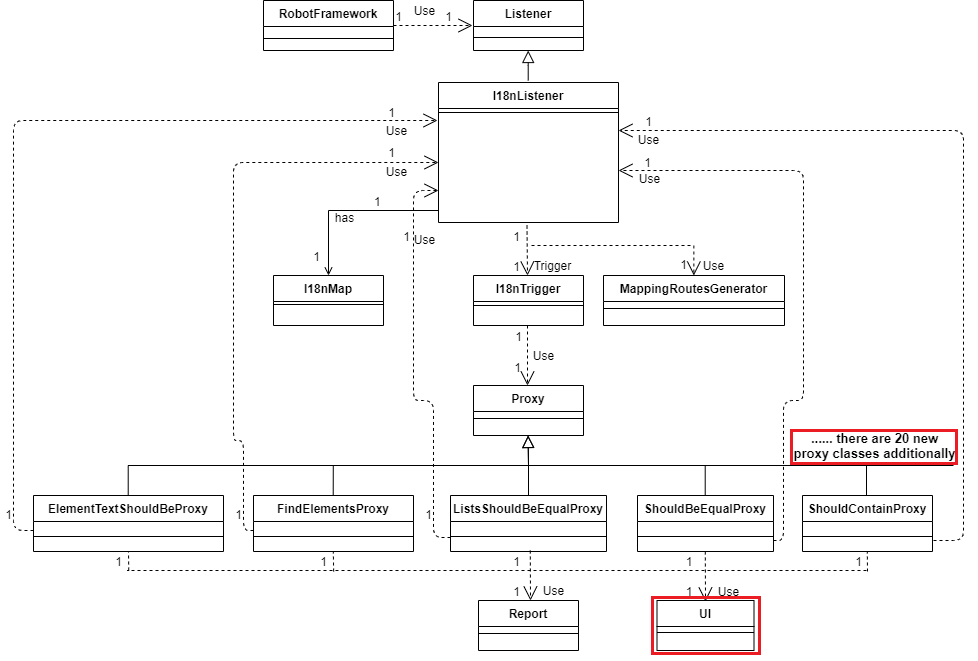 RobotFramework
1
Use
1
Listener
I18nListener
1
Use
1
Use
1
Use
1
Use
1
Use
1
has
1
I18nMap
1
1
Trigger
I18nTrigger
1
Use
MappingRoutesGenerator
1
1
Use
Proxy
...... there are 20 new
proxy classes additionally
1
ElementTextShouldBeProxy
1
FindElementsProxy
1
ListsShouldBeEqualProxy
ShouldBeEqualProxy
ShouldContainProxy
1
1
1
1
1
1
Use
1
Use
Report
UI